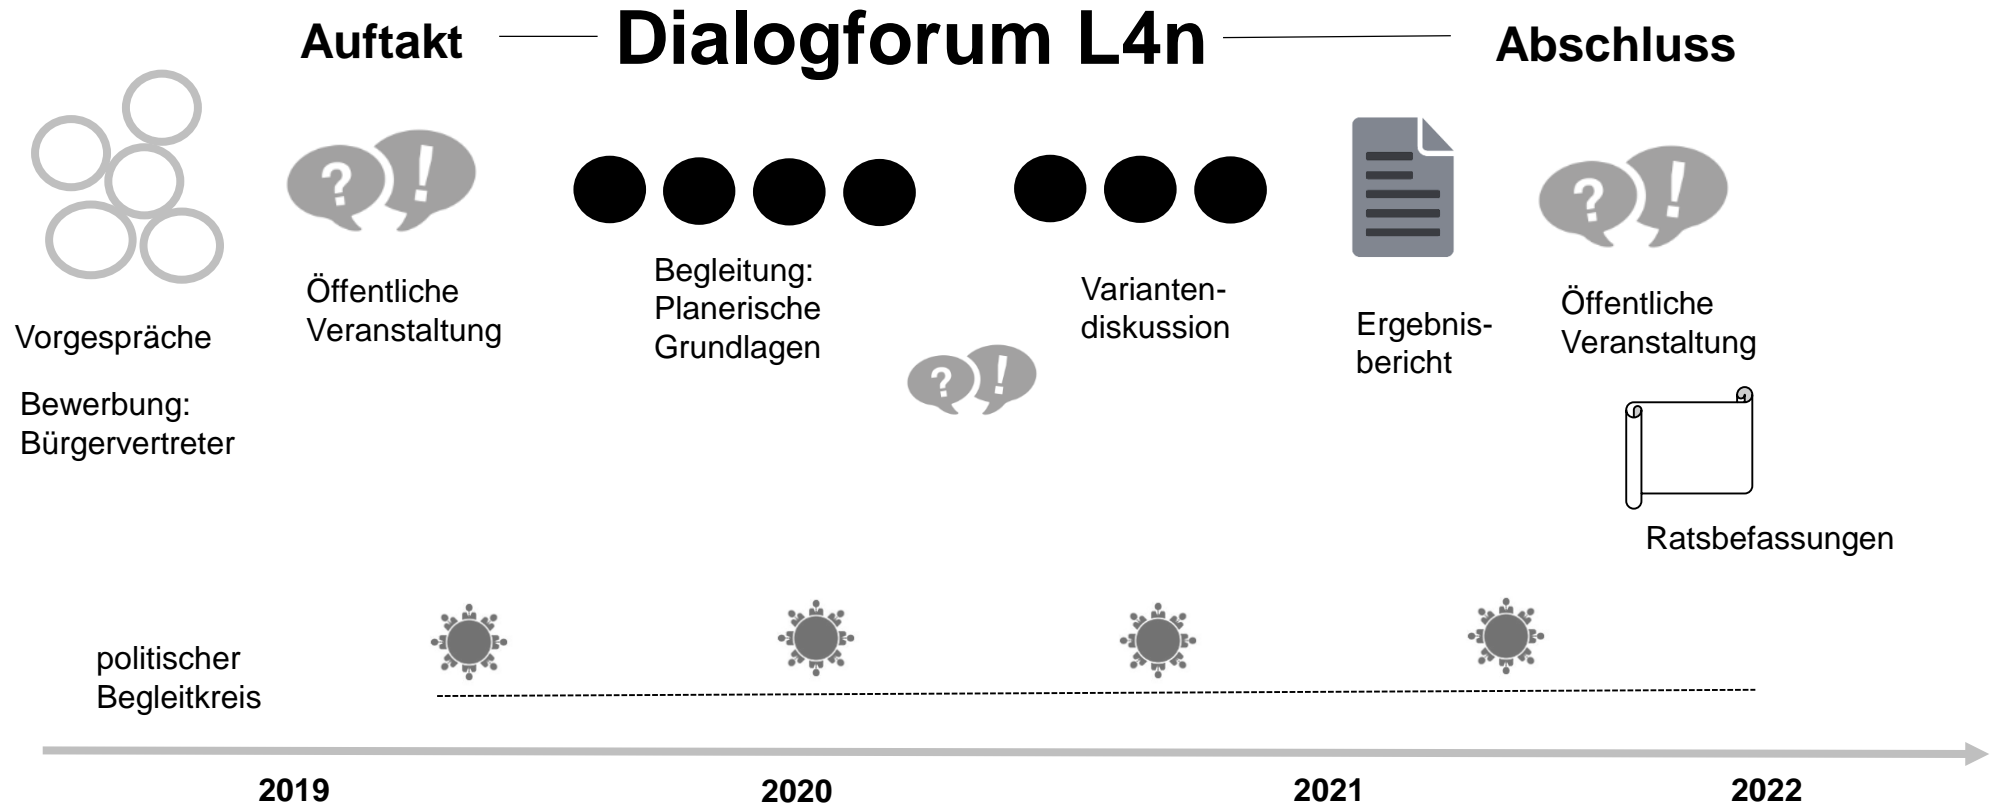 Auftakt
Dialogforum L4n
Abschluss
? !
Öffentliche
Veranstaltung
Vorgespräche
Bewerbung:
Bürgervertreter
Begleitung:
Planerische
Grundlagen
? !
Varianten-
diskussion
Ergebnis-
bericht
? !
Öffentliche
Veranstaltung
Ratsbefassungen
politischer
Begleitkreis
2019
2020
2021
2022